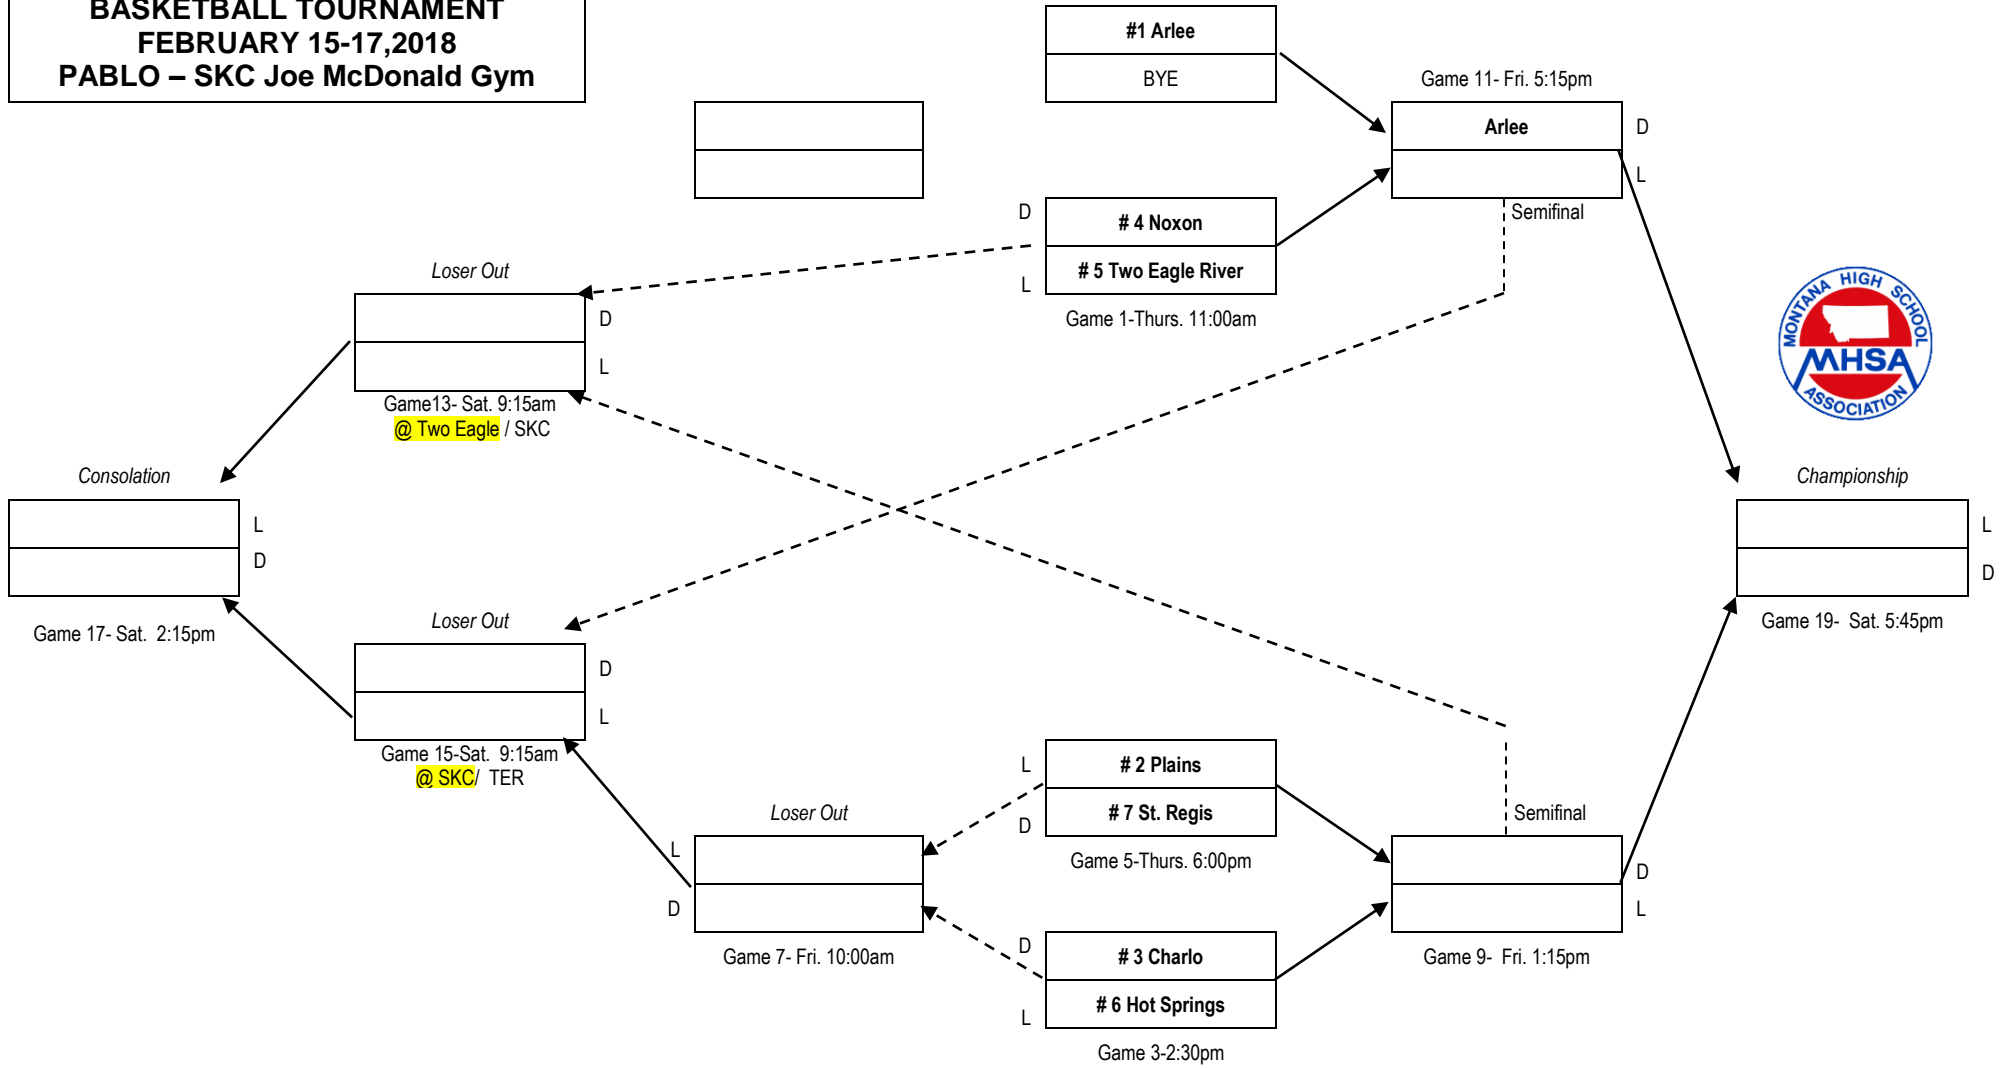 BASKETBALL TOURNAMENT
FEBRUARY 15-17,2018
PABLO – SKC Joe McDonald Gym
#1 Arlee
BYE
Game 11- Fri. 5:15pm
Arlee
D
L
Semifinal
D
# 4 Noxon
# 5 Two Eagle River
L
Game 1-Thurs. 11:00am
Loser Out
D
L
Game13- Sat. 9:15am
@ Two Eagle / SKC
MONTANA HIGH SCHOOL
MHSA
ASSOCIATION
Consolation
L
D
Game 17- Sat. 2:15pm
Championship
L
D
Game 19- Sat. 5:45pm
Loser Out
D
L
Game 15-Sat. 9:15am
@ SKC/ TER
L
# 2 Plains
# 7 St. Regis
D
Game 5-Thurs. 6:00pm
Loser Out
L
D
Game 7- Fri. 10:00am
Semifinal
D
L
Game 9- Fri. 1:15pm
D
# 3 Charlo
# 6 Hot Springs
L
Game 3-2:30pm